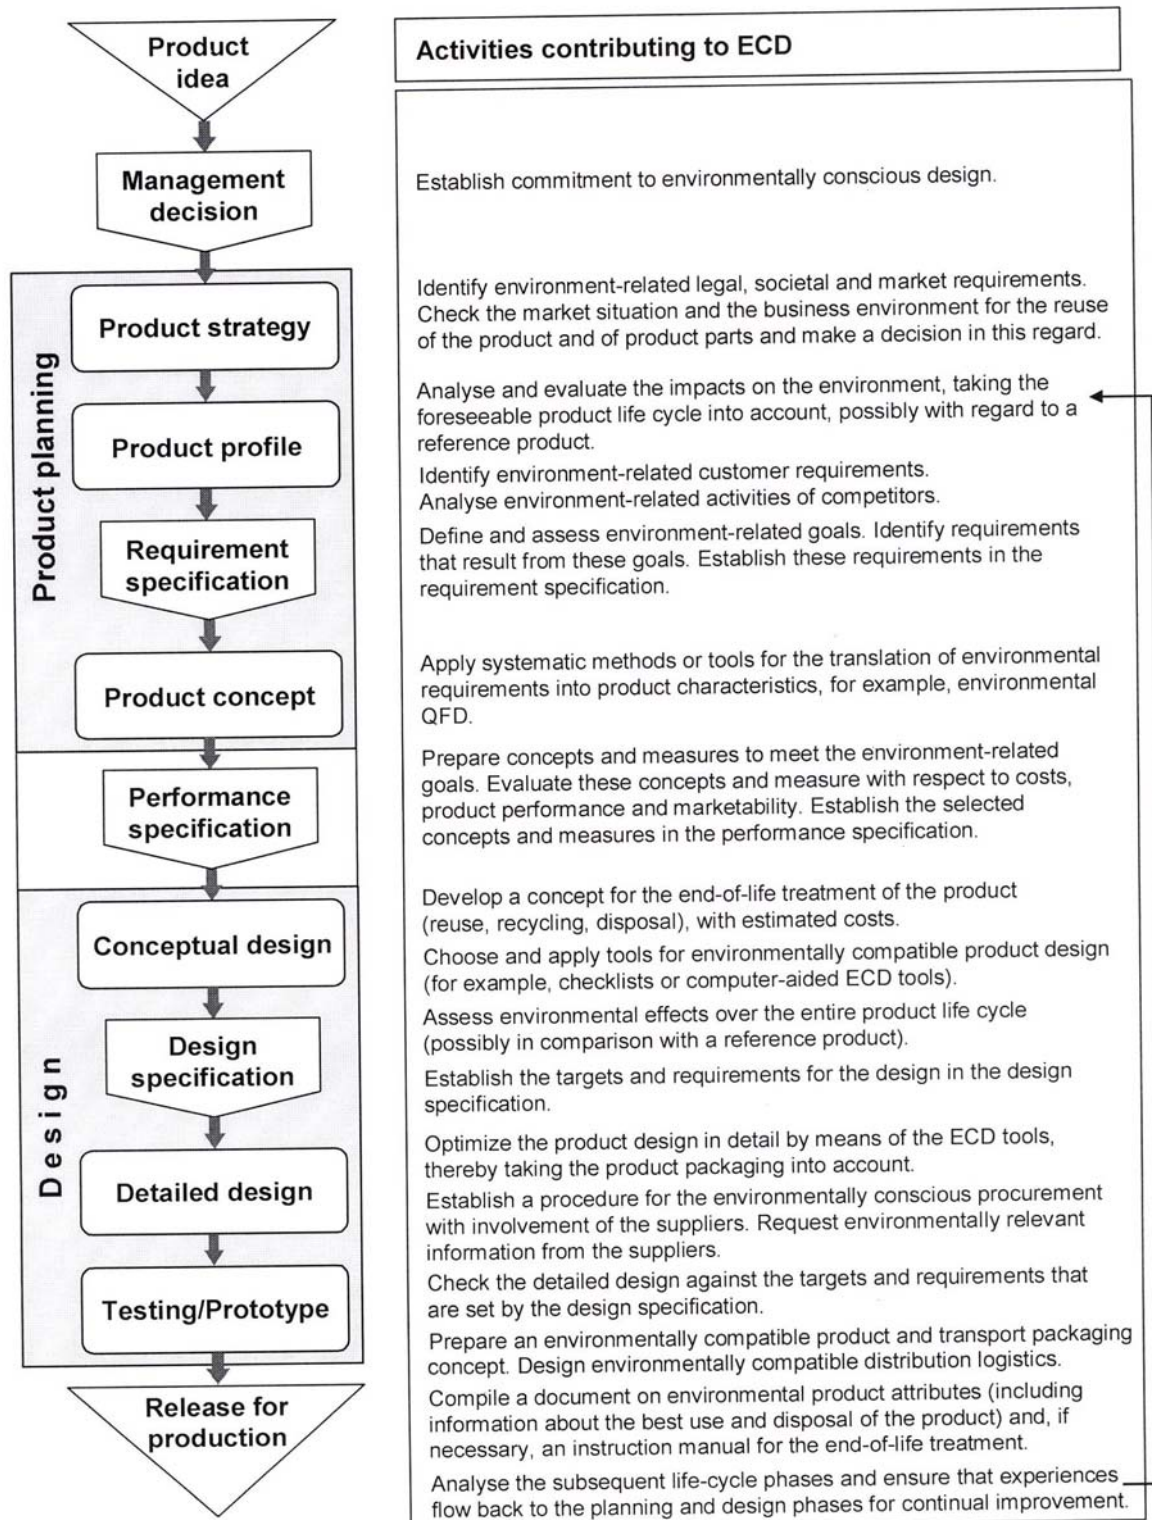 Product
idea
Activities contributing to ECD
Management
decision
Establish commitment to environmentally conscious design.
Product planning
Product strategy
Identify environment-related legal, societal and market requirements.
Check the market situation and the business environment for the reuse
of the product and of product parts and make a decision in this regard.
Product profile
Analyse and evaluate the impacts on the environment, taking the
foreseeable product life cycle into account, possibly with regard to a
reference product.
Identify environment-related customer requirements.
Analyse environment-related activities of competitors.
Requirement
specification
Define and assess environment-related goals. Identify requirements
that result from these goals. Establish these requirements in the
requirement specification.
Product concept
Apply systematic methods or tools for the translation of environmental
requirements into product characteristics, for example, environmental
QFD.
Performance
specification
Prepare concepts and measures to meet the environment-related
goals. Evaluate these concepts and measure with respect to costs,
product performance and marketability. Establish the selected
concepts and measures in the performance specification.
Design
Conceptual design
Develop a concept for the end-of-life treatment of the product
(reuse, recycling, disposal), with estimated costs.
Choose and apply tools for environmentally compatible product design
(for example, checklists or computer-aided ECD tools).
Design
specification
Assess environmental effects over the entire product life cycle
(possibly in comparison with a reference product).
Establish the targets and requirements for the design in the design
specification.
Detailed design
Optimize the product design in detail by means of the ECD tools,
thereby taking the product packaging into account.
Establish a procedure for the environmentally conscious procurement
with involvement of the suppliers. Request environmentally relevant
information from the suppliers.
Testing/Prototype
Check the detailed design against the targets and requirements that
are set by the design specification.
Prepare an environmentally compatible product and transport packaging
concept. Design environmentally compatible distribution logistics.
Release for
production
Compile a document on environmental product attributes (including
information about the best use and disposal of the product) and, if
necessary, an instruction manual for the end-of-life treatment.
Analyse the subsequent life-cycle phases and ensure that experiences
flow back to the planning and design phases for continual improvement.